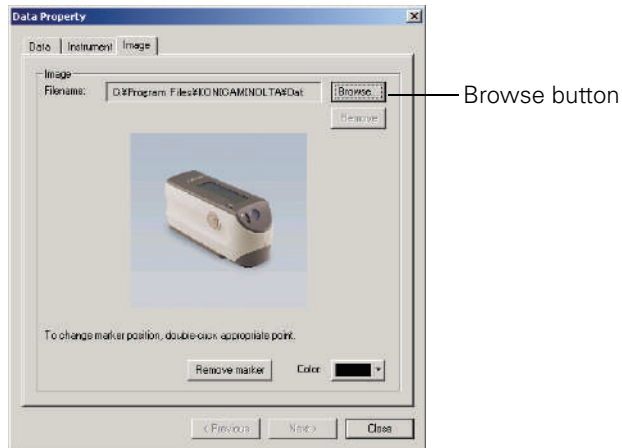 Data Property
Data Instrument Image
Image
Filename: D:¥Program Files¥KONICAMINOLTA¥Dat Browse...
Browse button
Remove
To change marker position, double-click appropriate point.
Remove marker Color
< Previous Next > Close